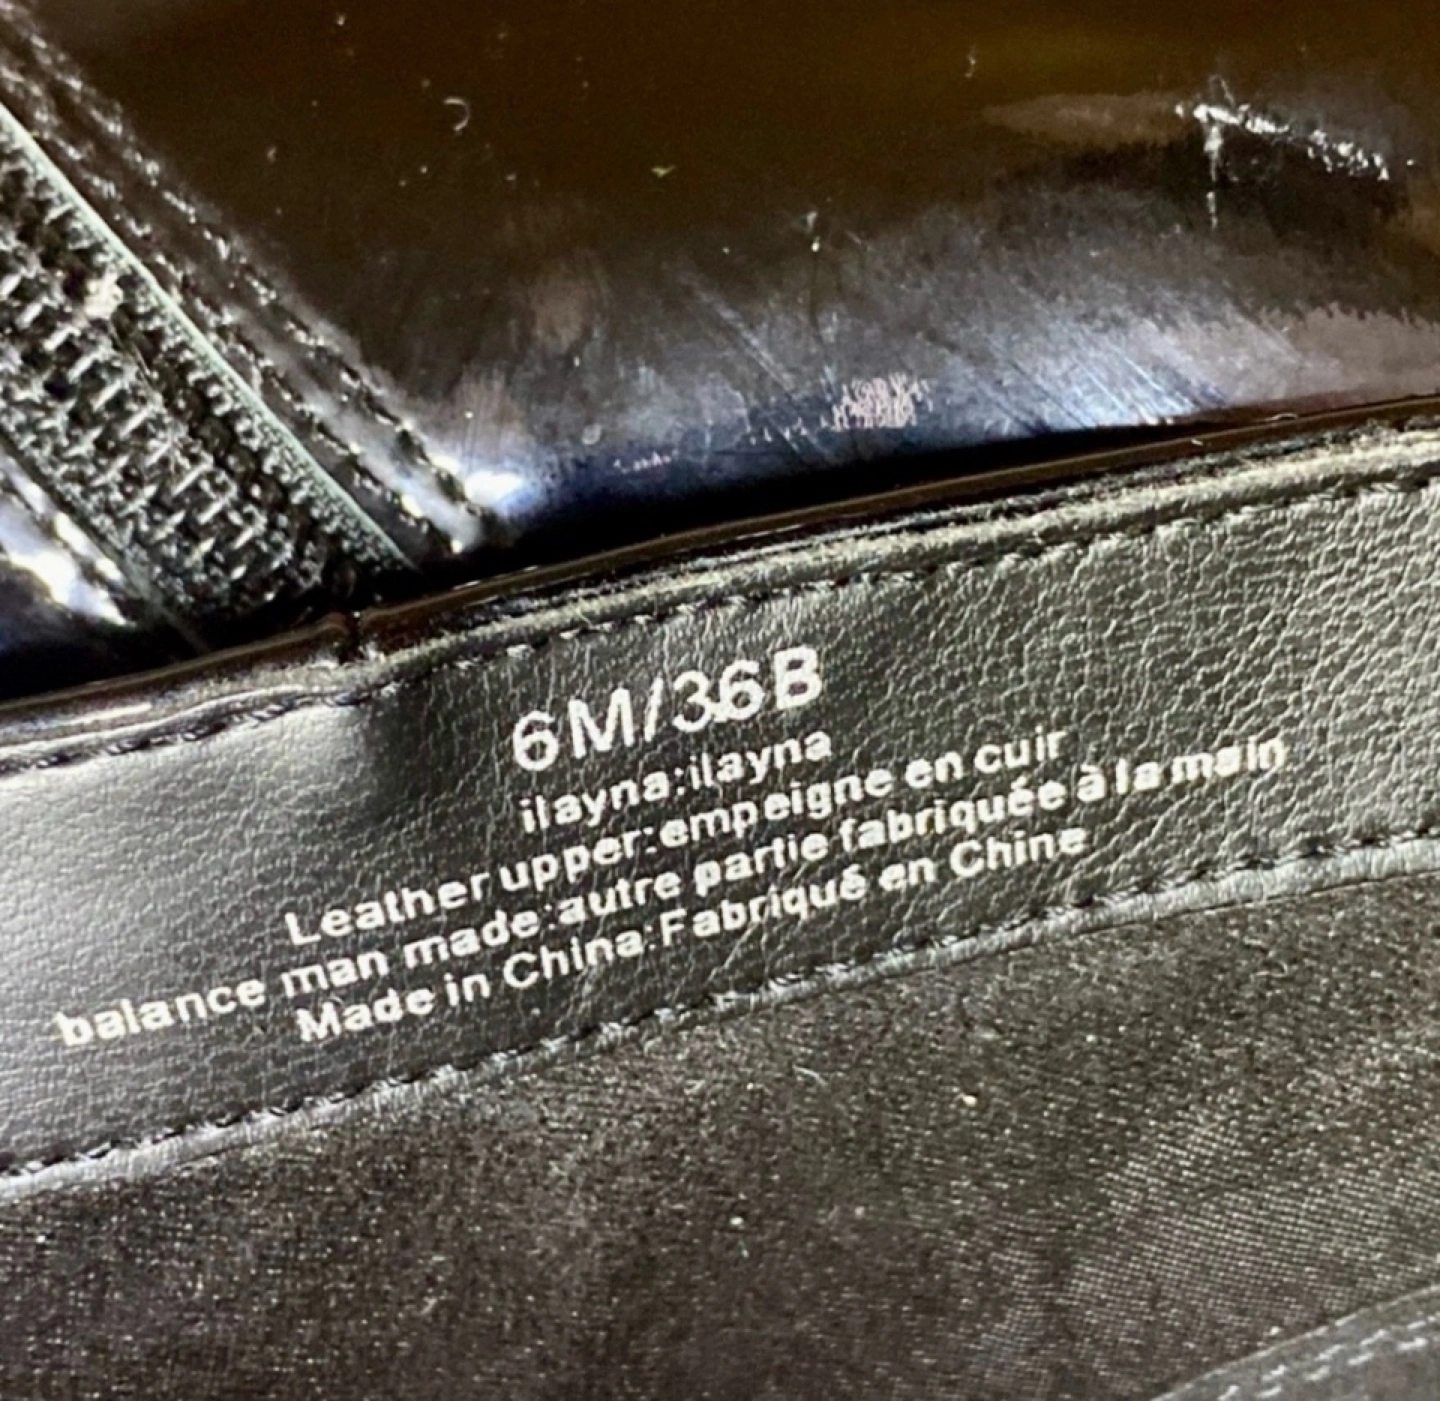 6M/36B
ilayna:ilayna
Leather upper:empeigne en cuir
balance man made:autre partie fabriquée à la main
Made in China:Fabriqué en Chine